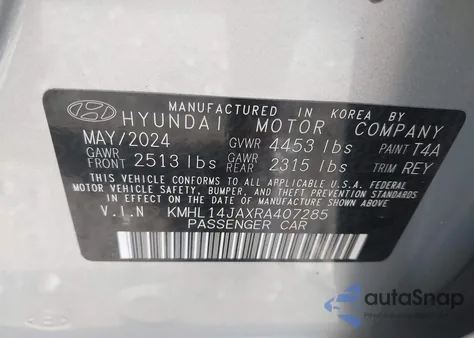 MANUFACTURED IN KOREA BY
HYUNDAI MOTOR COMPANY
MAY/2024 GVWR 4453 lbs PAINT T4A
GAWR FRONT 2513 lbs GAWR REAR 2315 lbs TRIM REY
THIS VEHICLE CONFORMS TO ALL APPLICABLE U.S.A. FEDERAL
MOTOR VEHICLE SAFETY, BUMPER, AND THEFT PREVENTION STANDARDS
IN EFFECT ON THE DATE OF MANUFACTURE SHOWN ABOVE.
V.I.N KMHL14JAXRA407285
PASSENGER CAR
autoSnap